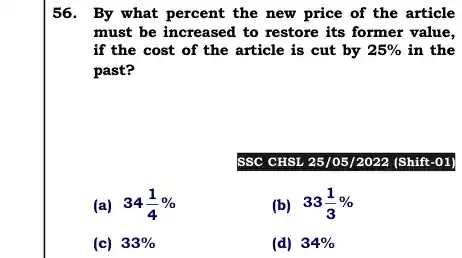 56. By what percent the new price of the article
must be increased to restore its former value,
if the cost of the article is cut by 25% in the
past?
SSC CHSL 25/05/2022 (Shift-01)
(a) 34 1/4 % (b) 33 1/3 %
(c) 33% (d) 34%